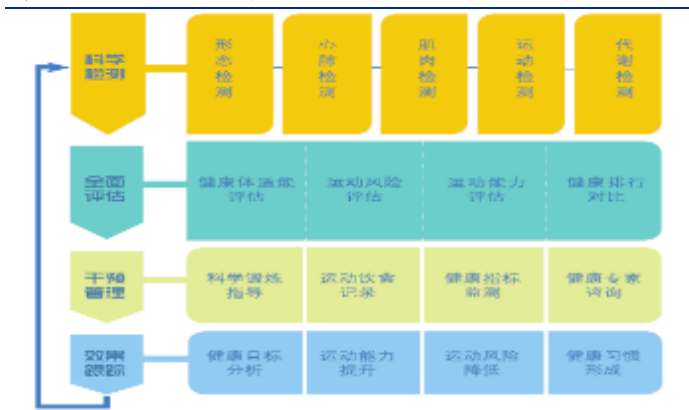 科学
检测
形
态
检
测
心
肺
检
测
肌
肉
检
测
运
动
检
测
代
谢
检
测
全面
评估
健康体适能
评估
运动风险
评估
运动能力
评估
健康排行
对比
干预
管理
科学锻炼
指导
运动饮食
记录
健康指标
监测
健康专家
咨询
效果
跟踪
健康目标
分析
运动能力
提升
运动风险
降低
健康习惯
形成